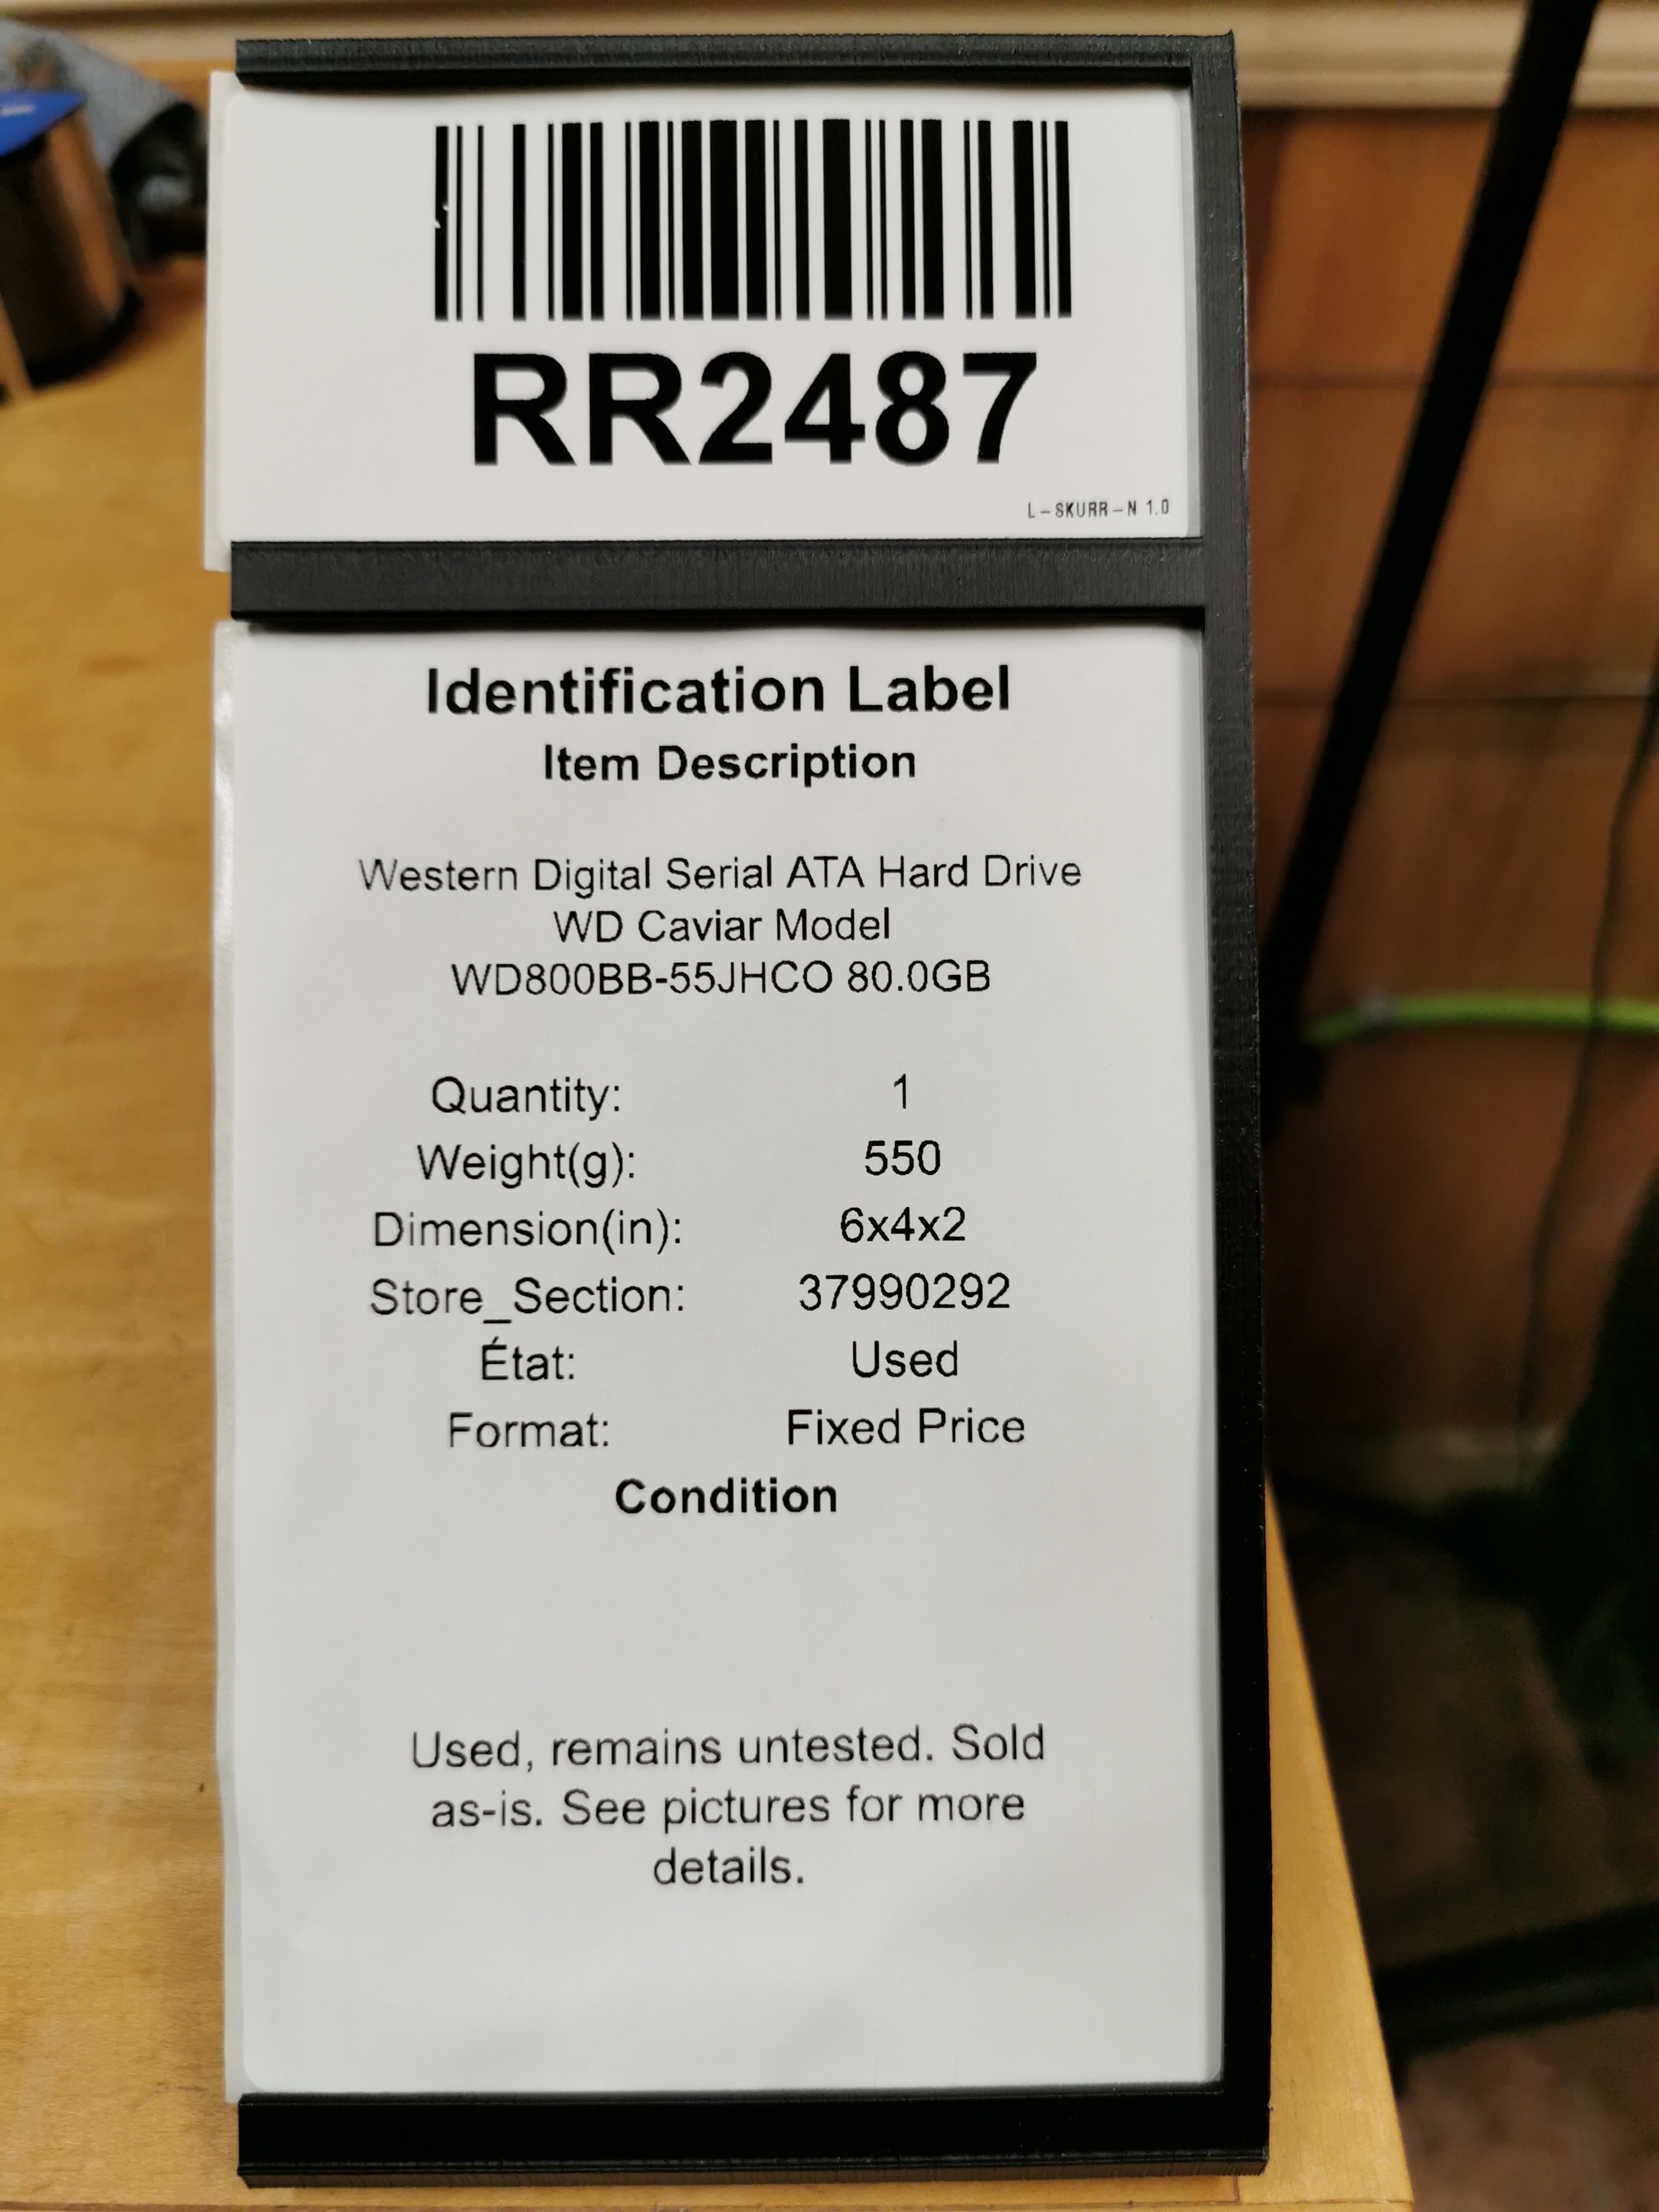 RR2487
L-SKURR-N 1.0
Identification Label
Item Description
Western Digital Serial ATA Hard Drive
WD Caviar Model
WD800BB-55JHCO 80.0GB
Quantity: 1
Weight(g): 550
Dimension(in): 6x4x2
Store_Section: 37990292
État: Used
Format: Fixed Price
Condition
Used, remains untested. Sold
as-is. See pictures for more
details.